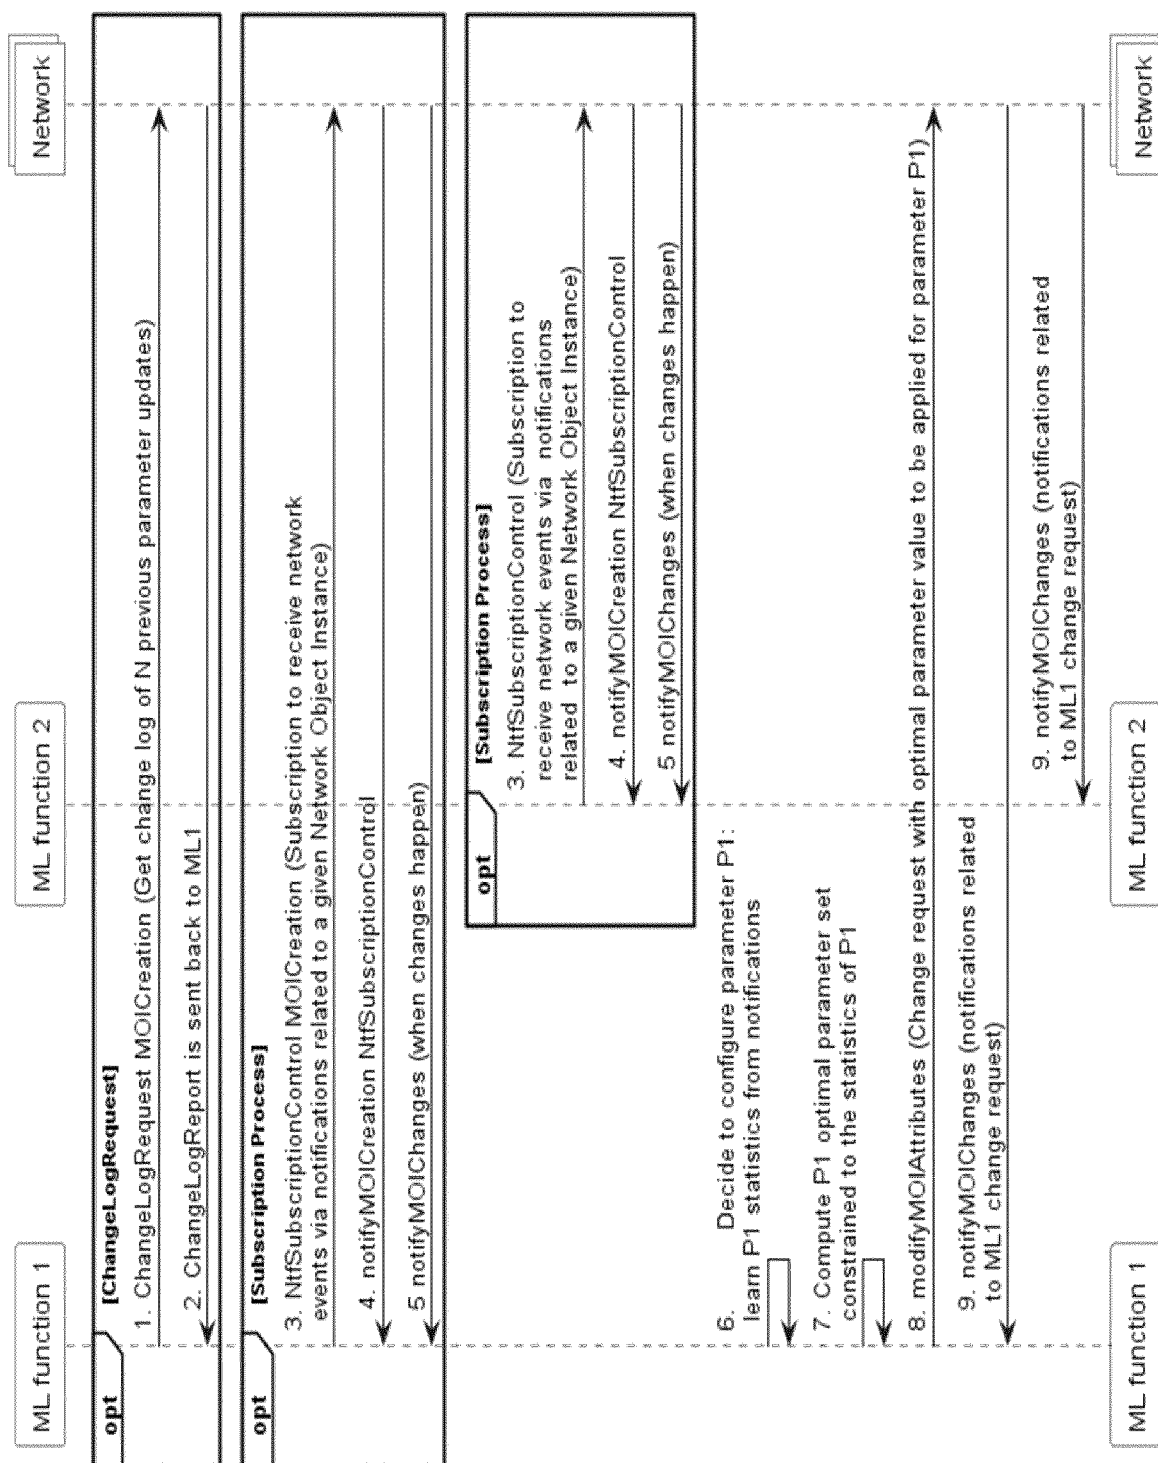 ML function 1
ML function 2
Network
opt
[ChangeLogRequest]
1. ChangeLogRequest MOICreation (Get change log of N previous parameter updates)
2. ChangeLogReport is sent back to ML1
opt
[Subscription Process]
3. NtfSubscriptionControl MOICreation (Subscription to receive network
events via notifications related to a given Network Object Instance)
4. notifyMOICreation NtfSubscriptionControl
5 notifyMOIChanges (when changes happen)
opt
[Subscription Process]
3. NtfSubscriptionControl (Subscription to
receive network events via notifications
related to a given Network Object Instance)
4. notifyMOICreation NtfSubscriptionControl
5 notifyMOIChanges (when changes happen)
6. Decide to configure parameter P1:
learn P1 statistics from notifications
7. Compute P1 optimal parameter set
constrained to the statistics of P1
8. modifyMOIAttributes (Change request with optimal parameter value to be applied for parameter P1)
9. notifyMOIChanges (notifications related
to ML1 change request)
9. notifyMOIChanges (notifications related
to ML1 change request)
ML function 1
ML function 2
Network